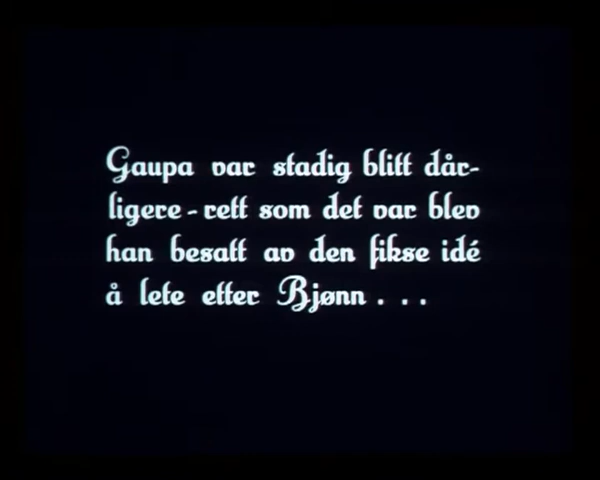 Gaupa var stadig blitt dår-
ligere - rett som det var blev
han besatt av den fikse idé
å lete etter Bjønn . . .